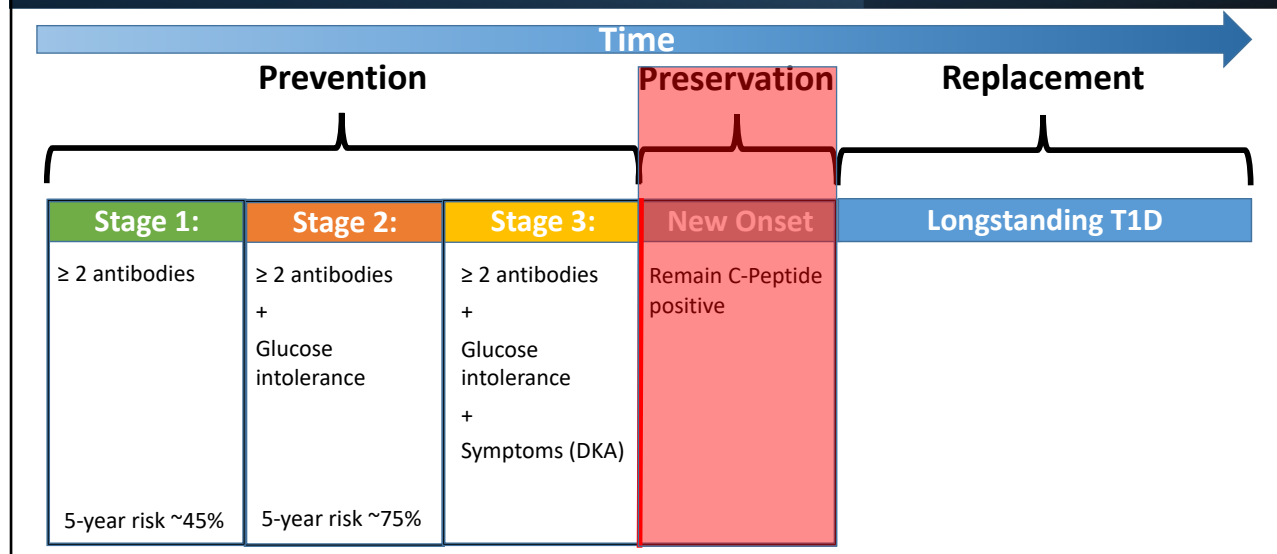 Time
Prevention
Preservation
Replacement
Stage 1:
≥ 2 antibodies
5-year risk ~45%
Stage 2:
≥ 2 antibodies
+
Glucose
intolerance
5-year risk ~75%
Stage 3:
≥ 2 antibodies
+
Glucose
intolerance
+
Symptoms (DKA)
New Onset
Remain C-Peptide
positive
Longstanding T1D